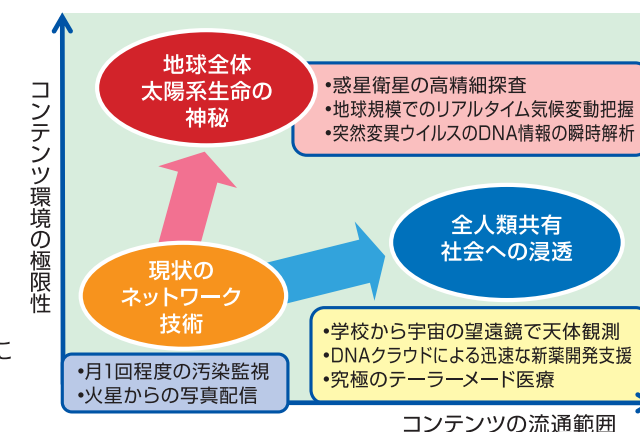 地球全体
太陽系生命の
神秘
・惑星衛星の高精細探査
・地球規模でのリアルタイム気候変動把握
・突然変異ウイルスのDNA情報の瞬時解析
コンテンツ環境の極限性
全人類共有
社会への浸透
現状の
ネットワーク
技術
・学校から宇宙の望遠鏡で天体観測
・DNAクラウドによる迅速な新薬開発支援
・究極のテーラーメード医療
に
・月1回程度の汚染監視
・火星からの写真配信
コンテンツの流通範囲